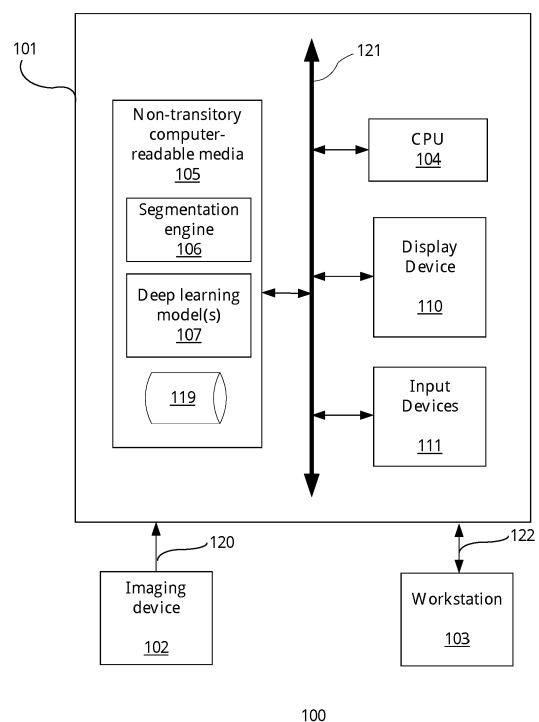 101
121
Non-transitory
computer-
readable media
105
Segmentation
engine
106
Deep learning
model(s)
107
119
CPU
104
Display
Device
110
Input
Devices
111
120
122
Imaging
device
102
Workstation
103
100